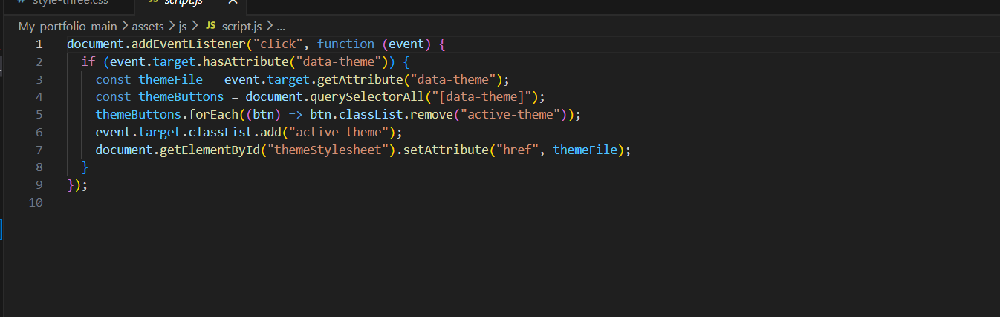 style-three.css JS script.js X
My-portfolio-main > assets > js > JS script.js > ...
1 document.addEventListener("click", function (event) {
2 if (event.target.hasAttribute("data-theme")) {
3 const themeFile = event.target.getAttribute("data-theme");
4 const themeButtons = document.querySelectorAll("[data-theme]");
5 themeButtons.forEach((btn) => btn.classList.remove("active-theme"));
6 event.target.classList.add("active-theme");
7 document.getElementById("themeStylesheet").setAttribute("href", themeFile);
8 }
9 });
10